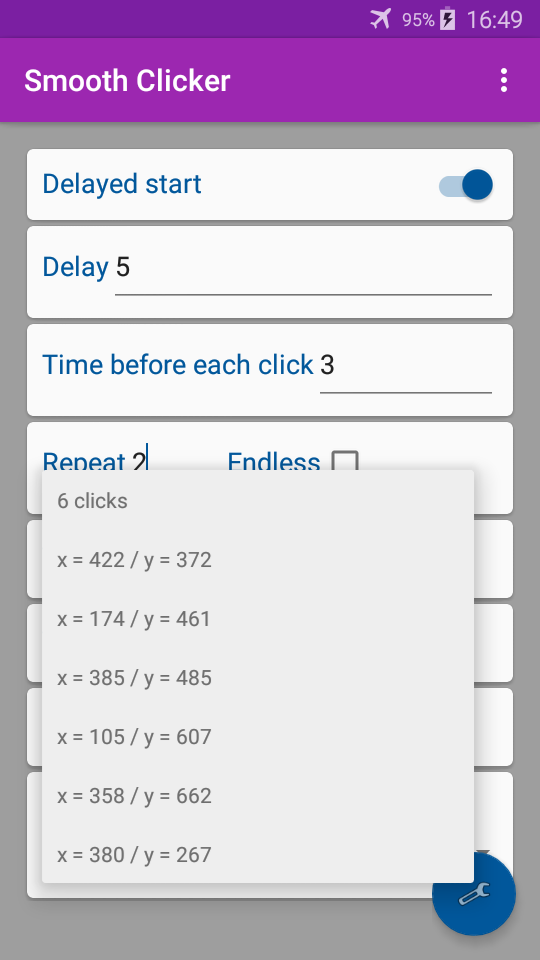 95% 16:49
Smooth Clicker
Delayed start
Delay 5
Time before each click 3
Repeat 2 Endless
6 clicks
x = 422 / y = 372
x = 174 / y = 461
x = 385 / y = 485
x = 105 / y = 607
x = 358 / y = 662
x = 380 / y = 267